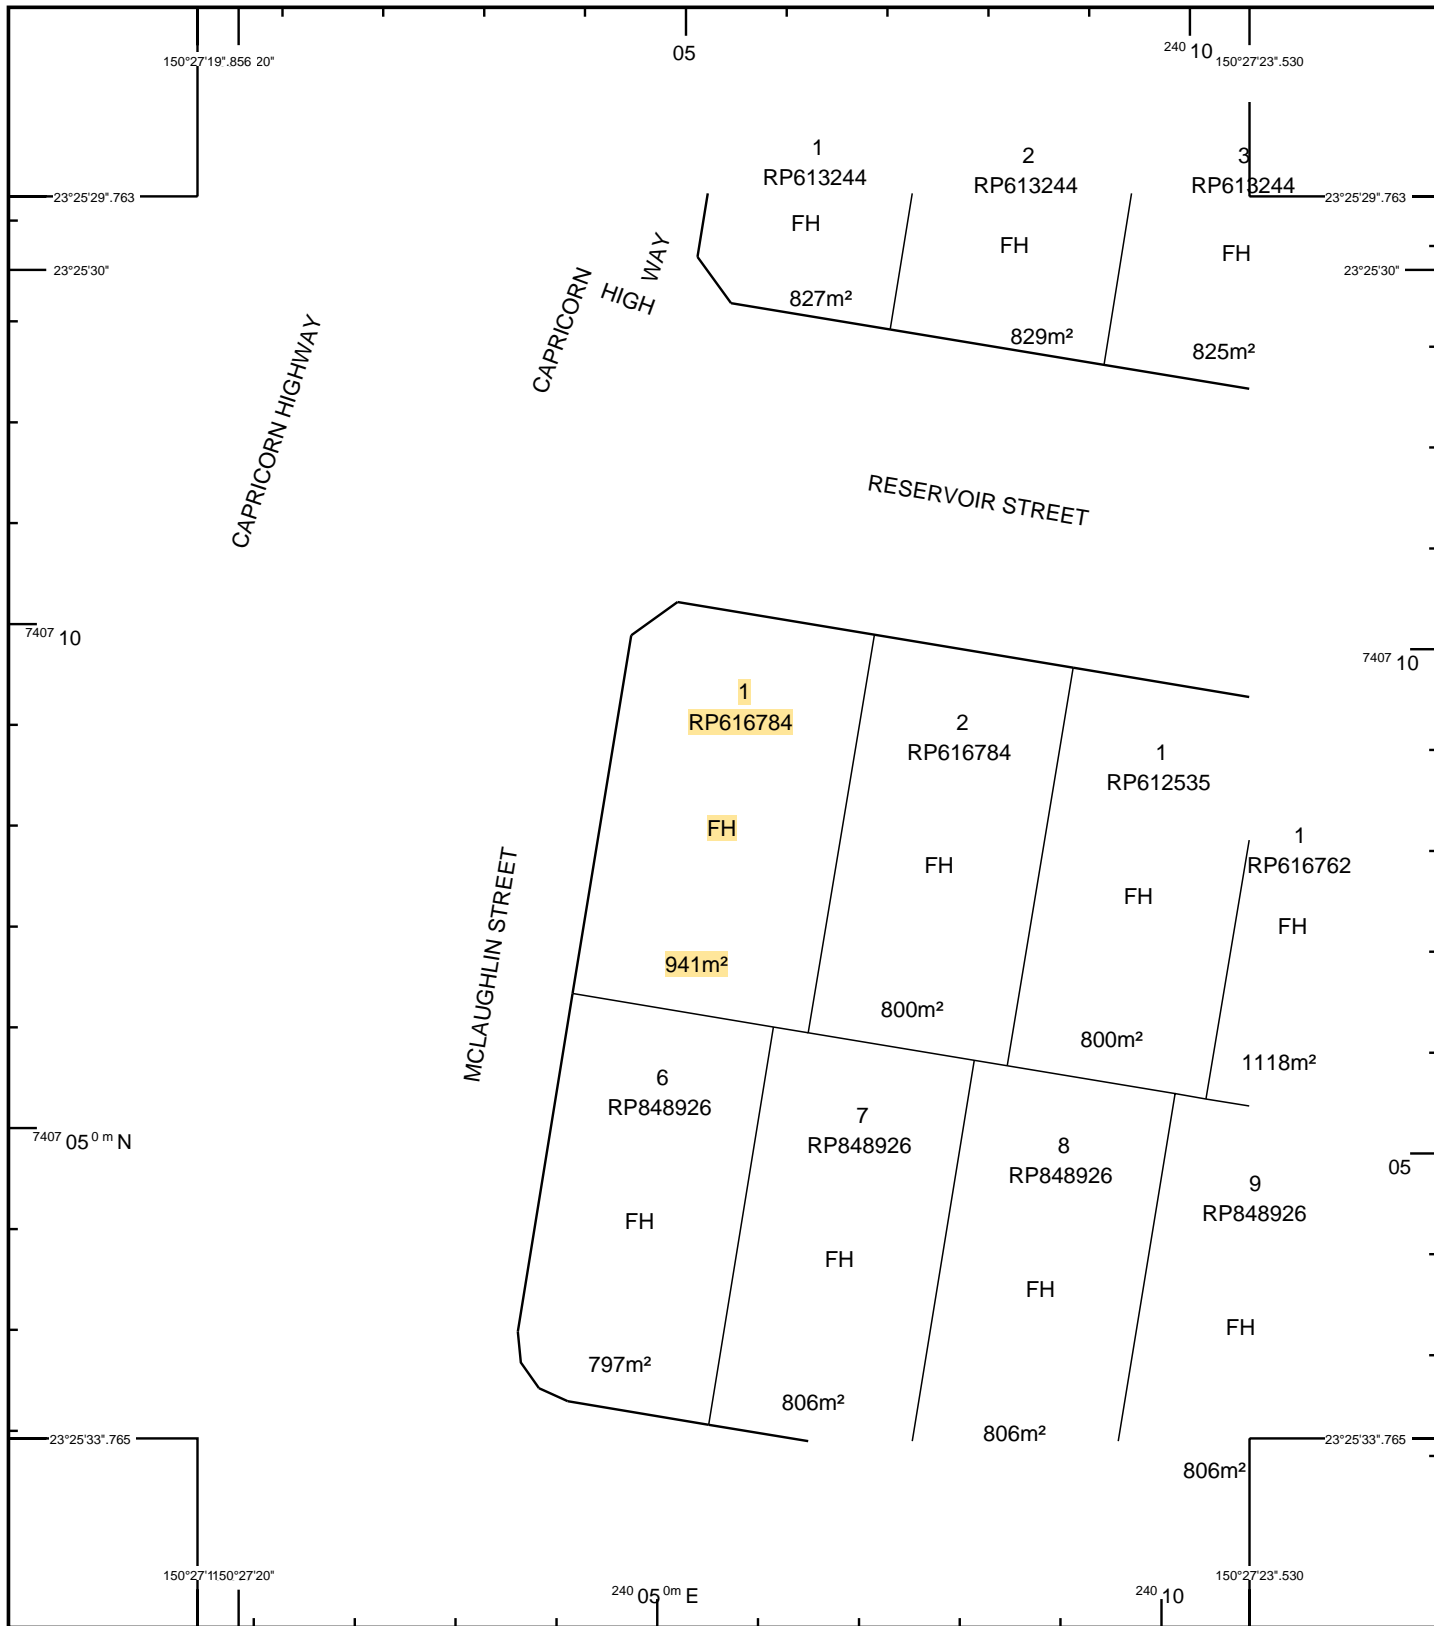 05
240 10
150°27'19".856 20"
150°27'23".530
1
RP613244
FH
827m²
2
RP613244
FH
829m²
3
RP613244
FH
825m²
23°25'29".763
23°25'29".763
23°25'30"
23°25'30"
CAPRICORN HIGHWAY
CAPRICORN
HIGH
WAY
RESERVOIR STREET
7407 10
7407 10
1
RP616784
FH
941m²
2
RP616784
FH
800m²
1
RP612535
FH
800m²
1
RP616762
FH
1118m²
MCLAUGHLIN STREET
7407 05 0 m N
05
6
RP848926
FH
797m²
7
RP848926
FH
806m²
8
RP848926
FH
806m²
9
RP848926
FH
806m²
23°25'33".765
23°25'33".765
150°27'1150°27'20"
150°27'23".530
240 05 0m E
240 10